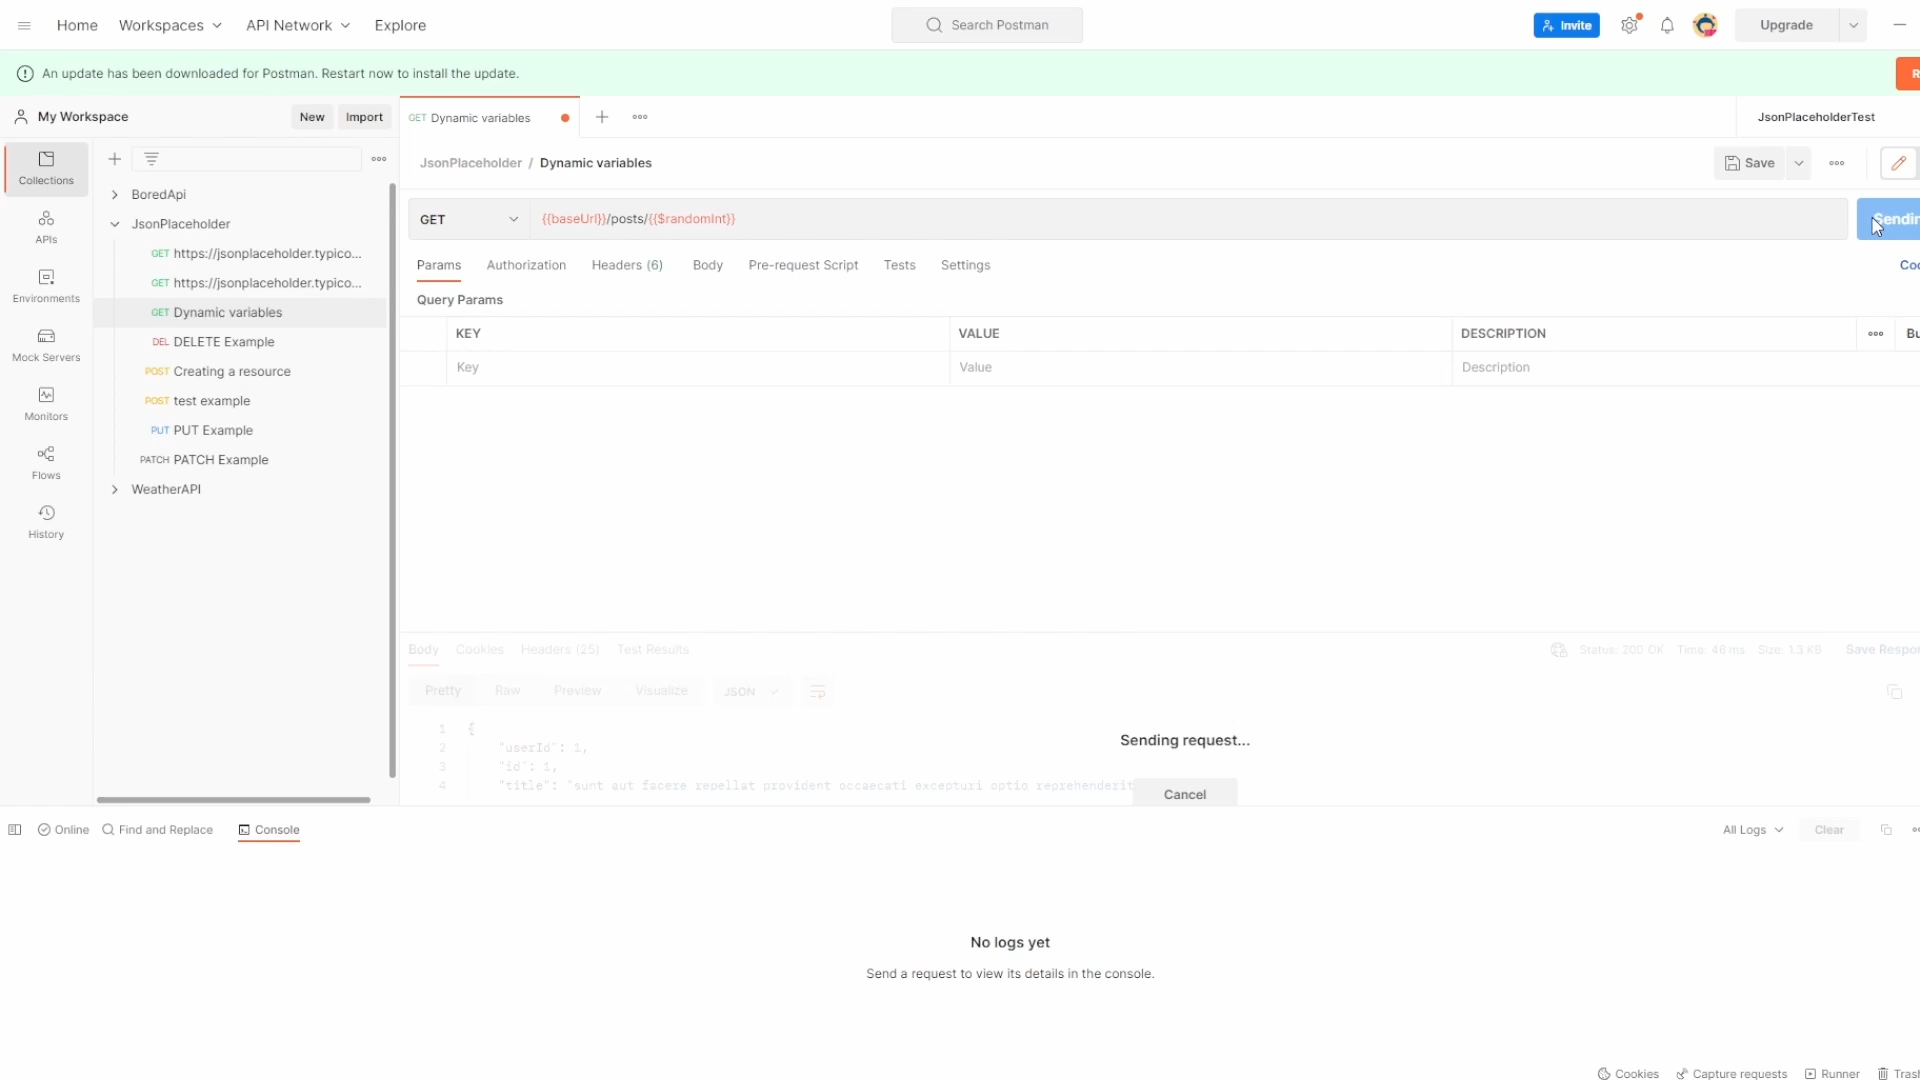 Home Workspaces API Network Explore Search Postman Invite Upgrade
An update has been downloaded for Postman. Restart now to install the update.
My Workspace New Import GET Dynamic variables JsonPlaceholderTest
JsonPlaceholder / Dynamic variables Save
Collections
BoredApi
JsonPlaceholder
GET {{baseUrl}}/posts/{{$randomInt}} Sendin
APIs
GET https://jsonplaceholder.typico...
Params Authorization Headers (6) Body Pre-request Script Tests Settings Coo
GET https://jsonplaceholder.typico...
Environments
Query Params
GET Dynamic variables
KEY VALUE DESCRIPTION Bu
DEL DELETE Example
Mock Servers
Key Value Description
POST Creating a resource
POST test example
Monitors
PUT PUT Example
PATCH PATCH Example
Flows
WeatherAPI
History
Body Cookies Headers (25) Test Results Status: 200 OK Time: 46 ms Size: 1.3 KB Save Respon
Pretty Raw Preview Visualize JSON
1 {
2 "userId": 1,
Sending request...
3 "id": 1,
4 "title": "sunt aut facere repellat provident occaecati excepturi optio reprehenderit
Cancel
Online Find and Replace Console All Logs Clear
No logs yet
Send a request to view its details in the console.
Cookies Capture requests Runner Trash